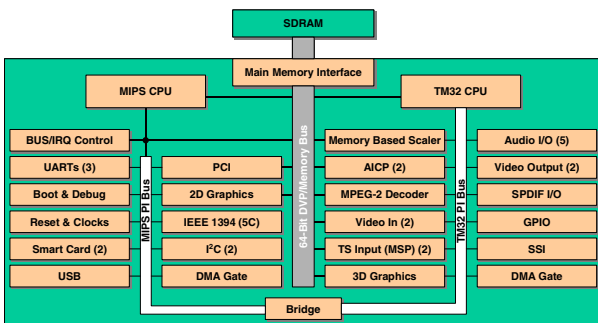 SDRAM
Main Memory Interface
MIPS CPU
TM32 CPU
64-Bit DVP/Memory Bus
MIPS PI Bus
TM32 PI Bus
BUS/IRQ Control
Memory Based Scaler
Audio I/O (5)
UARTs (3)
PCI
AICP (2)
Video Output (2)
Boot & Debug
2D Graphics
MPEG-2 Decoder
SPDIF I/O
Reset & Clocks
IEEE 1394 (5C)
Video In (2)
GPIO
Smart Card (2)
I²C (2)
TS Input (MSP) (2)
SSI
USB
DMA Gate
3D Graphics
DMA Gate
Bridge